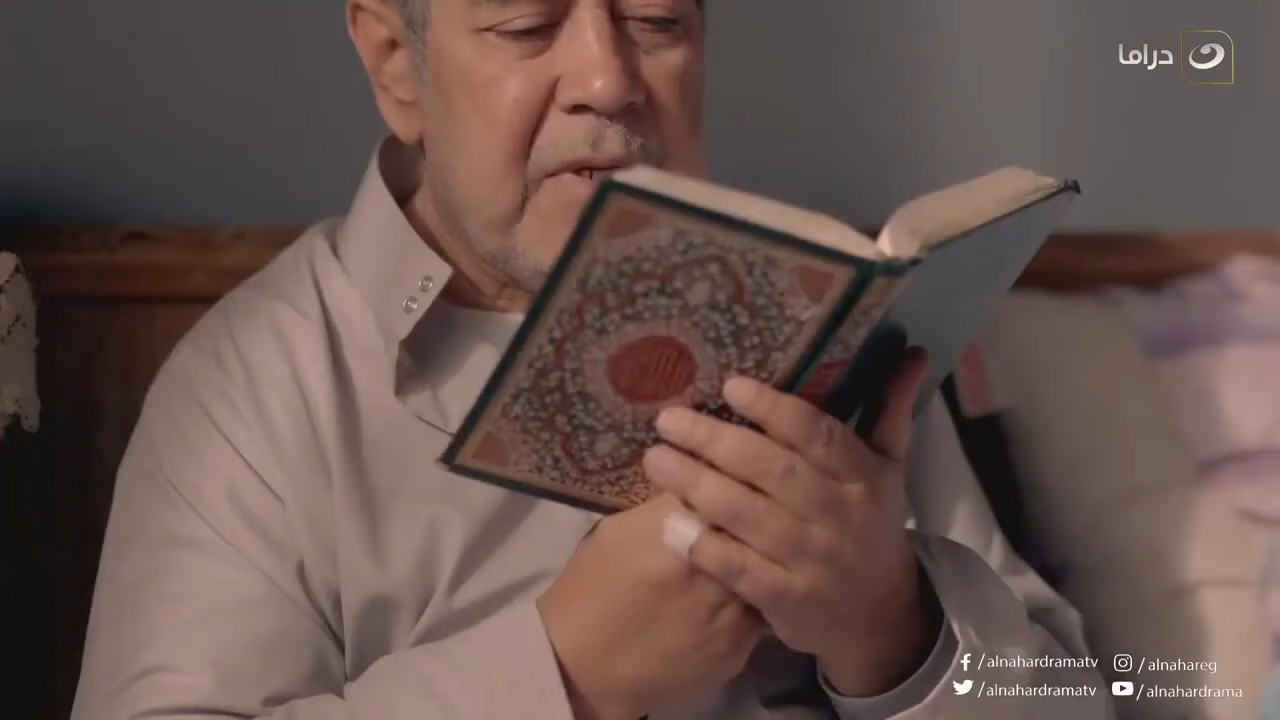 دراما
/alnahardramatv
/alnahareg
/alnahardramatv
/alnahardrama